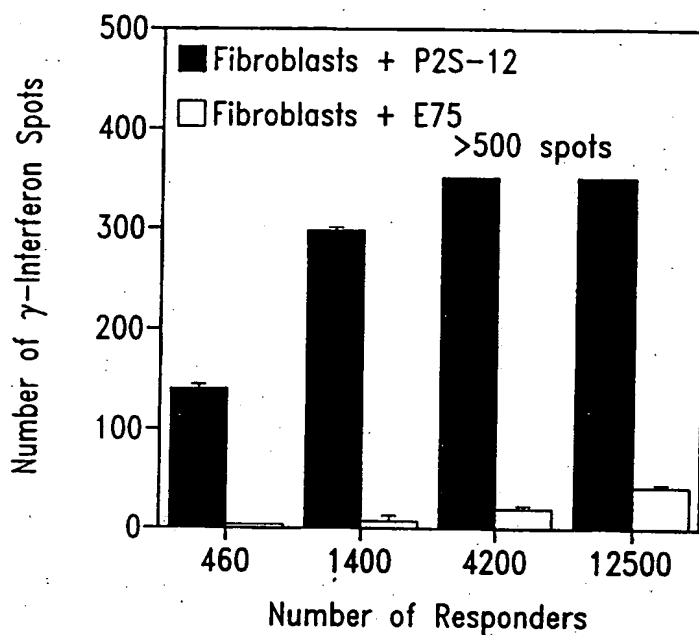 500
400
300
200
100
0
Number of γ-Interferon Spots
Fibroblasts + P2S-12
Fibroblasts + E75
>500 spots
460 1400 4200 12500
Number of Responders